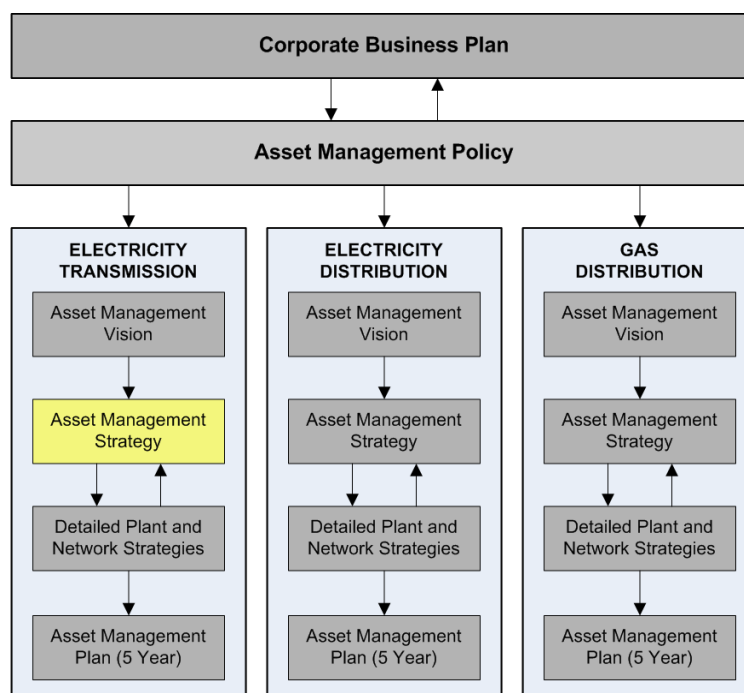 Corporate Business Plan
Asset Management Policy
ELECTRICITY
TRANSMISSION
Asset Management
Vision
Asset Management
Strategy
Detailed Plant and
Network Strategies
Asset Management
Plan (5 Year)
ELECTRICITY
DISTRIBUTION
Asset Management
Vision
Asset Management
Strategy
Detailed Plant and
Network Strategies
Asset Management
Plan (5 Year)
GAS
DISTRIBUTION
Asset Management
Vision
Asset Management
Strategy
Detailed Plant and
Network Strategies
Asset Management
Plan (5 Year)